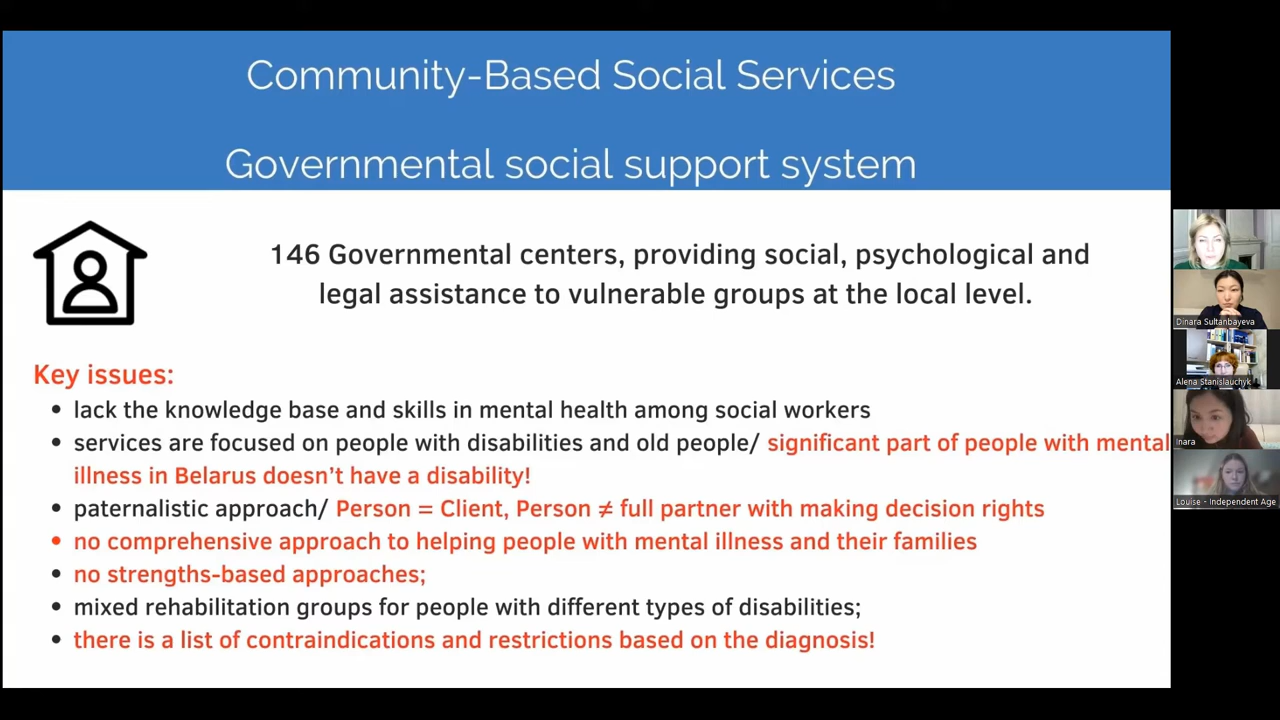 Community-Based Social Services
Governmental social support system
146 Governmental centers, providing social, psychological and
legal assistance to vulnerable groups at the local level.
Key issues:
• lack the knowledge base and skills in mental health among social workers
• services are focused on people with disabilities and old people/ significant part of people with mental
illness in Belarus doesn't have a disability!
• paternalistic approach/ Person = Client, Person ≠ full partner with making decision rights
• no comprehensive approach to helping people with mental illness and their families
• no strengths-based approaches;
• mixed rehabilitation groups for people with different types of disabilities;
• there is a list of contraindications and restrictions based on the diagnosis!
Dinara Sultanbayeva
Alena Stanislauchyk
Inara
Louise - Independent Age